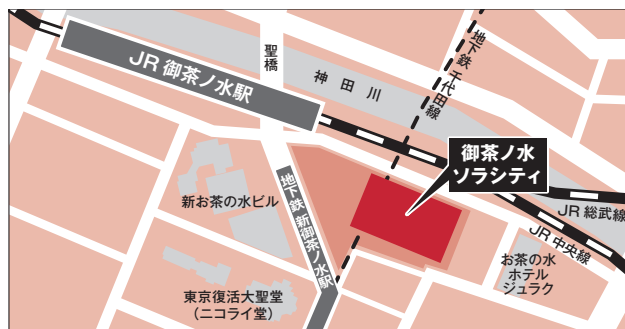 JR 御茶ノ水駅
聖橋
神田川
地下鉄 千代田線
御茶ノ水
ソラシティ
新お茶の水ビル
地下鉄 新御茶ノ水駅
東京復活大聖堂
（ニコライ堂）
JR 総武線
JR 中央線
お茶の水
ホテル
ジュラク